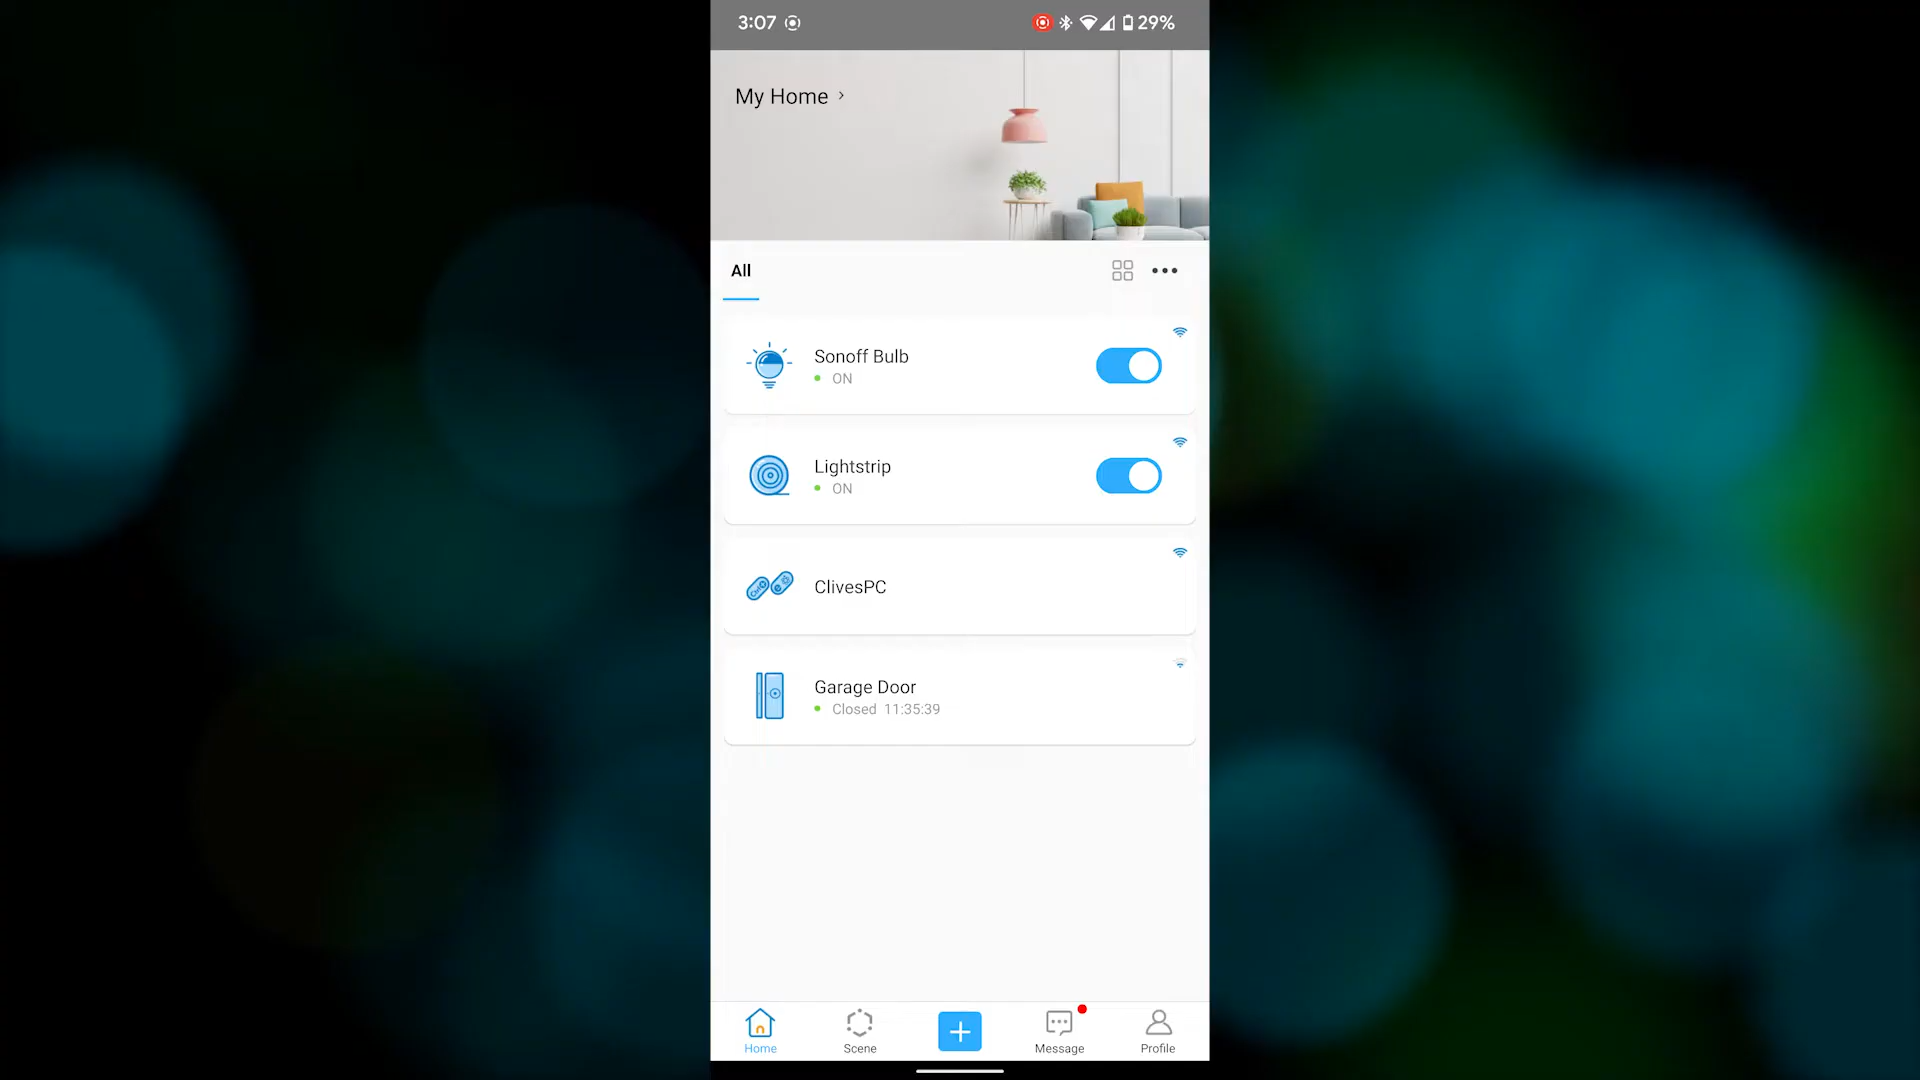 3:07 29%
My Home
All
Sonoff Bulb
ON
Lightstrip
ON
ClivesPC
Garage Door
Closed 11:35:39
Home Scene Message Profile